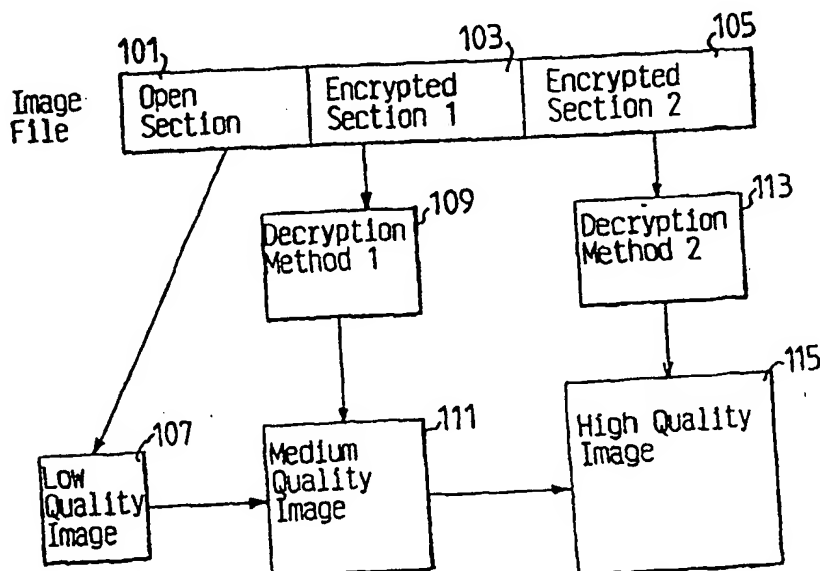 101
103
105
Image
File
Open
Section
Encrypted
Section 1
Encrypted
Section 2
109
113
Decryption
Method 1
Decryption
Method 2
107
111
115
Low
Quality
Image
Medium
Quality
Image
High Quality
Image